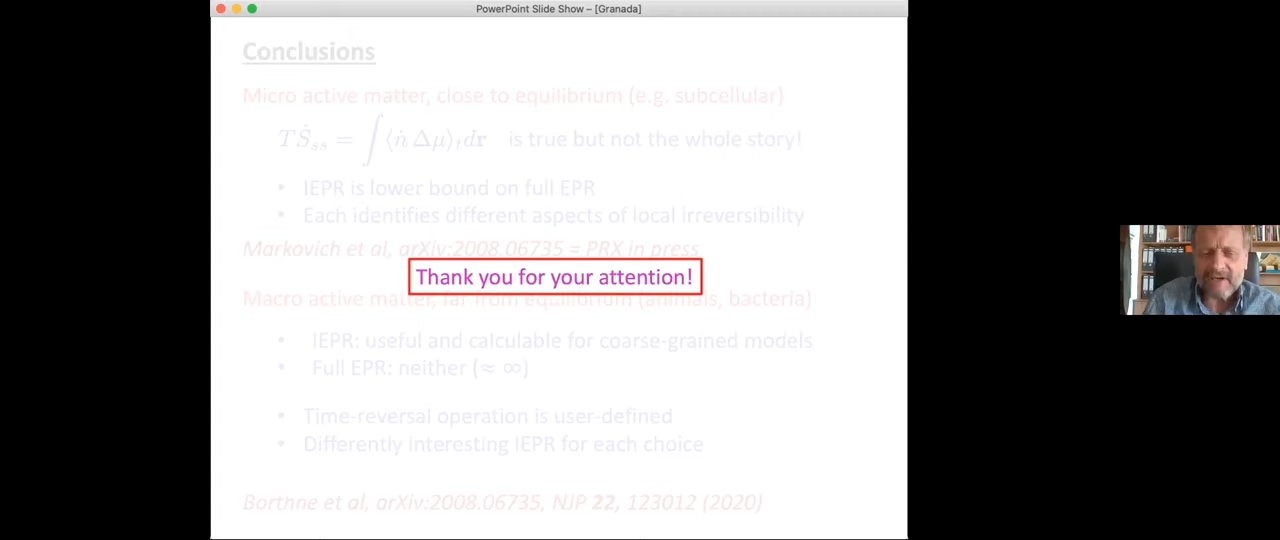 PowerPoint Slide Show – [Granada]
Conclusions
Micro active matter, close to equilibrium (e.g. subcellular)
TṠ_ss = ∫⟨ṅ Δμ⟩_t dr is true but not the whole story!
• IEPR is lower bound on full EPR
• Each identifies different aspects of local irreversibility
Markovich et al, arXiv:2008.06735 = PRX in press
Thank you for your attention!
Macro active matter, far from equilibrium (animals, bacteria)
• IEPR: useful and calculable for coarse-grained models
• Full EPR: neither (≈ ∞)
• Time-reversal operation is user-defined
• Differently interesting IEPR for each choice
Borthne et al, arXiv:2008.06735, NJP 22, 123012 (2020)